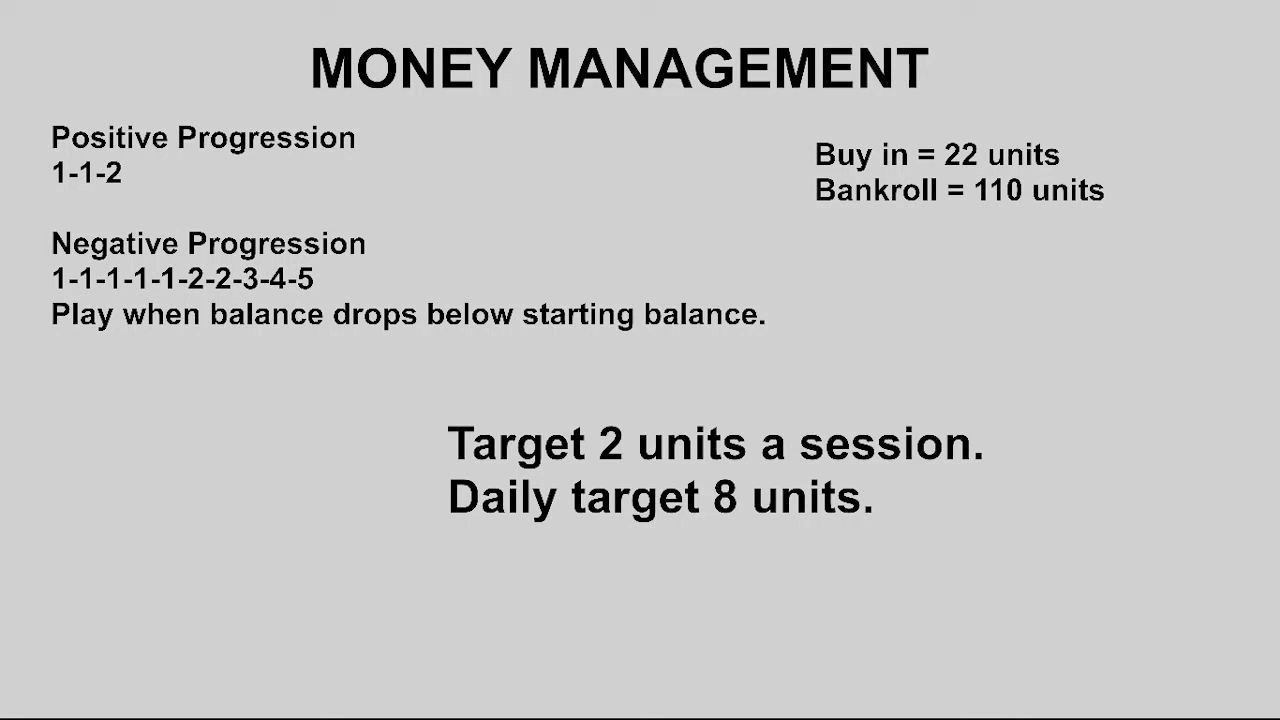 MONEY MANAGEMENT
Positive Progression
1-1-2
Buy in = 22 units
Bankroll = 110 units
Negative Progression
1-1-1-1-1-2-2-3-4-5
Play when balance drops below starting balance.
Target 2 units a session.
Daily target 8 units.